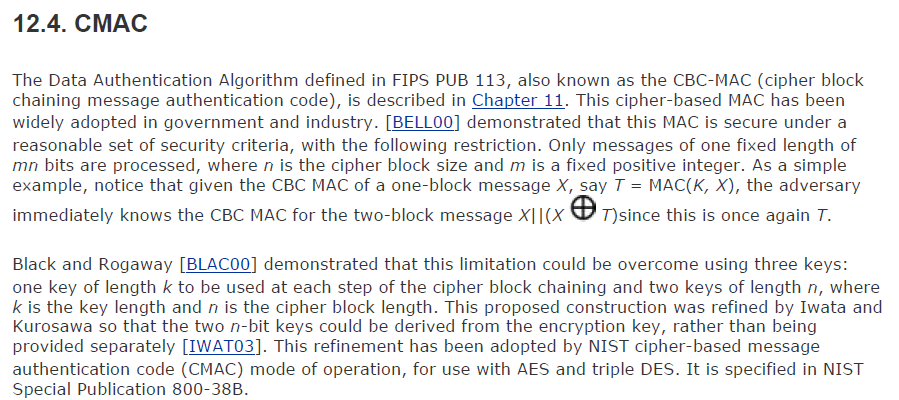 12.4. CMAC
The Data Authentication Algorithm defined in FIPS PUB 113, also known as the CBC-MAC (cipher block
chaining message authentication code), is described in Chapter 11. This cipher-based MAC has been
widely adopted in government and industry. [BELL00] demonstrated that this MAC is secure under a
reasonable set of security criteria, with the following restriction. Only messages of one fixed length of
mn bits are processed, where n is the cipher block size and m is a fixed positive integer. As a simple
example, notice that given the CBC MAC of a one-block message X, say T = MAC(K, X), the adversary
immediately knows the CBC MAC for the two-block message X||(X ⊕ T)since this is once again T.
Black and Rogaway [BLAC00] demonstrated that this limitation could be overcome using three keys:
one key of length k to be used at each step of the cipher block chaining and two keys of length n, where
k is the key length and n is the cipher block length. This proposed construction was refined by Iwata and
Kurosawa so that the two n-bit keys could be derived from the encryption key, rather than being
provided separately [IWAT03]. This refinement has been adopted by NIST cipher-based message
authentication code (CMAC) mode of operation, for use with AES and triple DES. It is specified in NIST
Special Publication 800-38B.